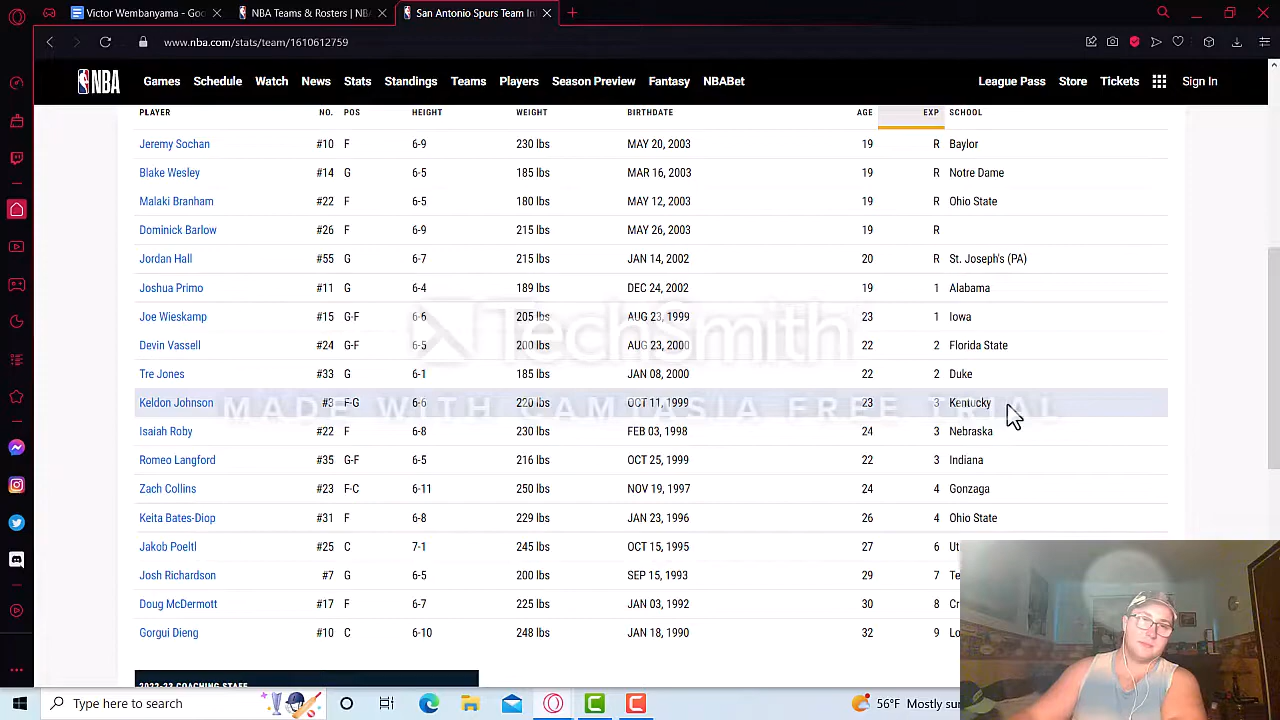 Victor Wembanyama - Goo
NBA Teams & Rosters | NB
San Antonio Spurs Team In
www.nba.com/stats/team/1610612759
NBA Games Schedule Watch News Stats Standings Teams Players Season Preview Fantasy NBABet League Pass Store Tickets Sign In
PLAYER NO. POS HEIGHT WEIGHT BIRTHDATE AGE EXP SCHOOL
Jeremy Sochan #10 F 6-9 230 lbs MAY 20, 2003 19 R Baylor
Blake Wesley #14 G 6-5 185 lbs MAR 16, 2003 19 R Notre Dame
Malaki Branham #22 F 6-5 180 lbs MAY 12, 2003 19 R Ohio State
Dominick Barlow #26 F 6-9 215 lbs MAY 26, 2003 19 R
Jordan Hall #55 G 6-7 215 lbs JAN 14, 2002 20 R St. Joseph's (PA)
Joshua Primo #11 G 6-4 189 lbs DEC 24, 2002 19 1 Alabama
Joe Wieskamp #15 G-F 6-6 205 lbs AUG 23, 1999 23 1 Iowa
TechSmith
Devin Vassell #24 G-F 6-5 200 lbs AUG 23, 2000 22 2 Florida State
Tre Jones #33 G 6-1 185 lbs JAN 08, 2000 22 2 Duke
Keldon Johnson #3 F-G 6-6 220 lbs OCT 11, 1999 23 3 Kentucky
MADE WITH CAMTASIA FREE TRIAL
Isaiah Roby #22 F 6-8 230 lbs FEB 03, 1998 24 3 Nebraska
Romeo Langford #35 G-F 6-5 216 lbs OCT 25, 1999 22 3 Indiana
Zach Collins #23 F-C 6-11 250 lbs NOV 19, 1997 24 4 Gonzaga
Keita Bates-Diop #31 F 6-8 229 lbs JAN 23, 1996 26 4 Ohio State
Jakob Poeltl #25 C 7-1 245 lbs OCT 15, 1995 27 6 Ut
Josh Richardson #7 G 6-5 200 lbs SEP 15, 1993 29 7 Te
Doug McDermott #17 F 6-7 225 lbs JAN 03, 1992 30 8 Cr
Gorgui Dieng #10 C 6-10 248 lbs JAN 18, 1990 32 9 Lo
2022-23 COACHING STAFF
Type here to search
56°F Mostly su